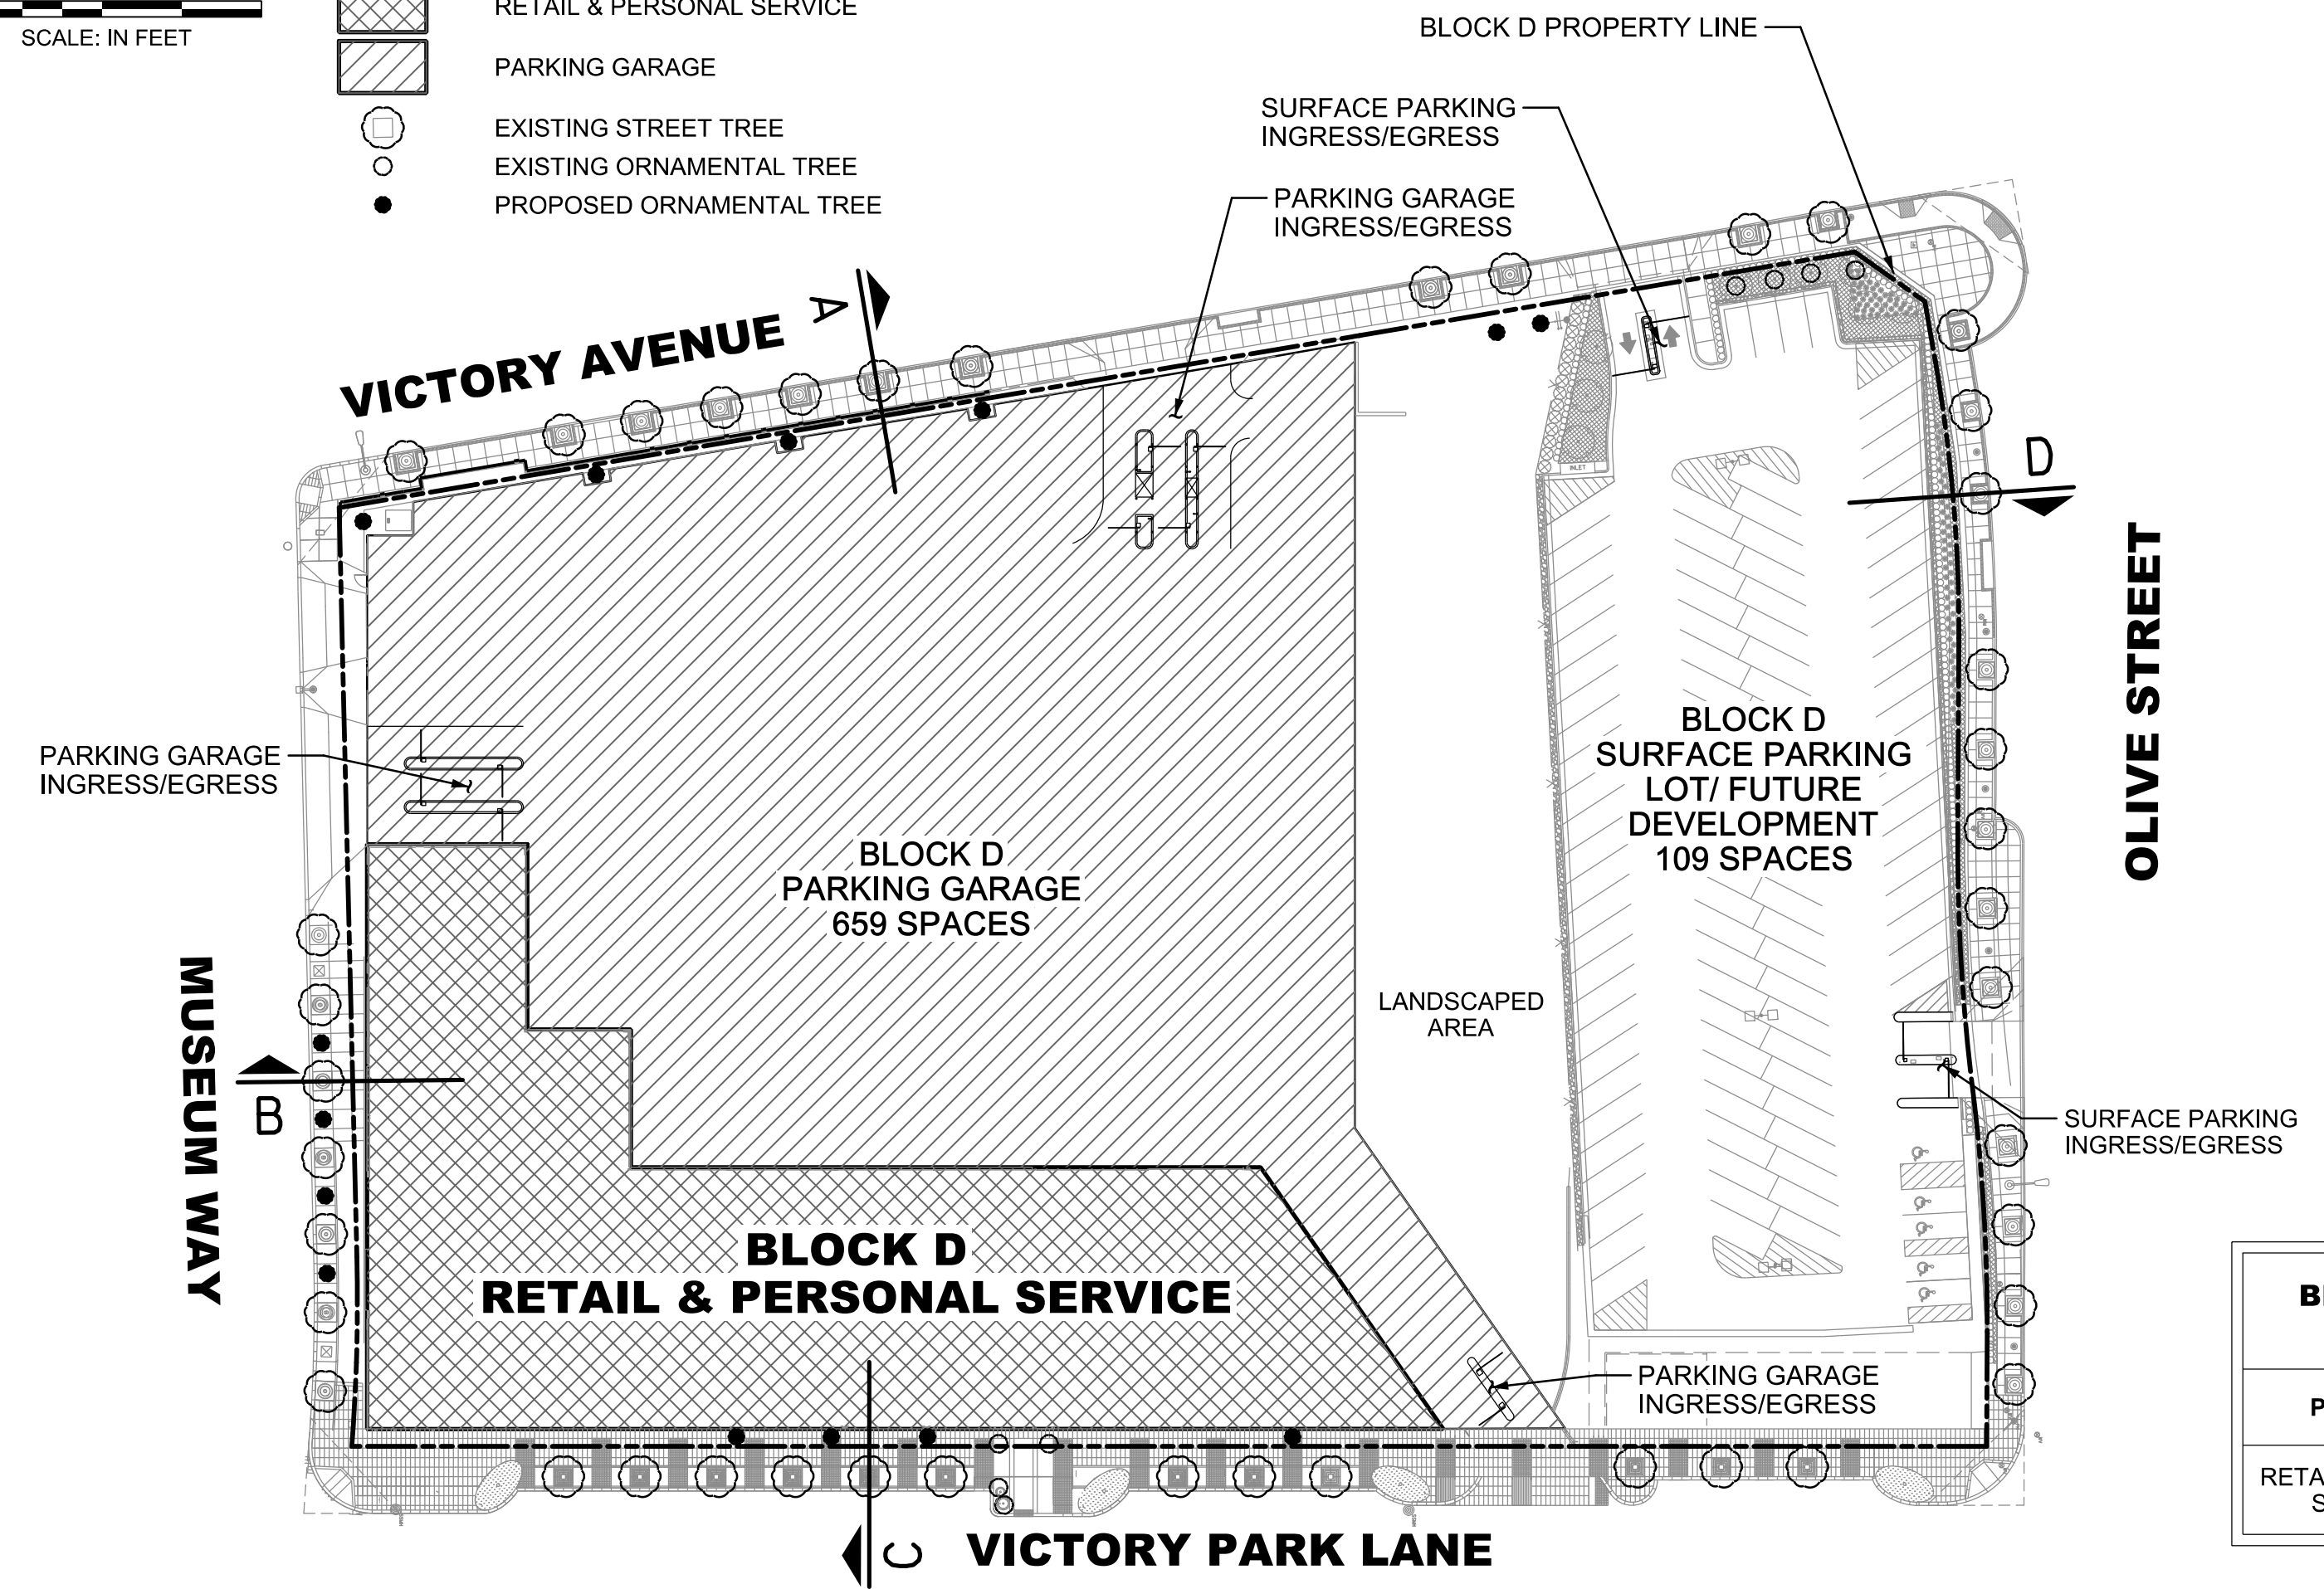 RETAIL & PERSONAL SERVICE
SCALE: IN FEET
PARKING GARAGE
EXISTING STREET TREE
EXISTING ORNAMENTAL TREE
PROPOSED ORNAMENTAL TREE
BLOCK D PROPERTY LINE
SURFACE PARKING
INGRESS/EGRESS
PARKING GARAGE
INGRESS/EGRESS
VICTORY AVENUE
A
D
INLET
OLIVE STREET
BLOCK D
SURFACE PARKING
LOT/ FUTURE
DEVELOPMENT
109 SPACES
PARKING GARAGE
INGRESS/EGRESS
BLOCK D
PARKING GARAGE
659 SPACES
LANDSCAPED
AREA
MUSEUM WAY
B
SURFACE PARKING
INGRESS/EGRESS
BLOCK D
RETAIL & PERSONAL SERVICE
PARKING GARAGE
INGRESS/EGRESS
C
VICTORY PARK LANE
P
RETA
S